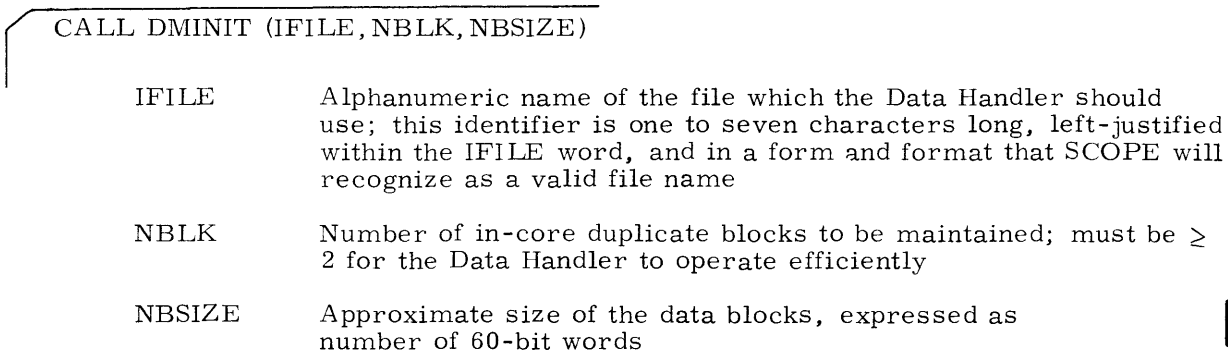 CALL DMINIT (IFILE, NBLK, NBSIZE)
IFILE Alphanumeric name of the file which the Data Handler should
use; this identifier is one to seven characters long, left-justified
within the IFILE word, and in a form and format that SCOPE will
recognize as a valid file name
NBLK Number of in-core duplicate blocks to be maintained; must be ≥
2 for the Data Handler to operate efficiently
NBSIZE Approximate size of the data blocks, expressed as
number of 60-bit words